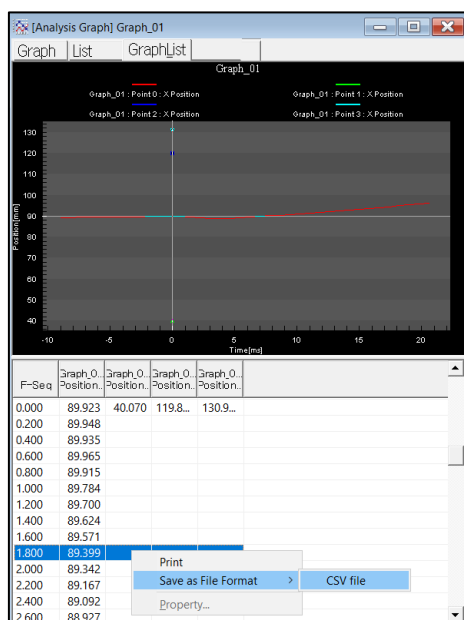 [Analysis Graph] Graph_01
Graph List GraphList
Graph_01
Graph_01 : Point 0 : X Position Graph_01 : Point 1 : X Position
Graph_01 : Point 2 : X Position Graph_01 : Point 3 : X Position
130
120
110
100
90
80
70
60
50
40
Position[mm]
-10 -5 0 5 10 15 20
Time[ms]
Graph_0... Graph_0... Graph_0... Graph_0...
F-Seq Position... Position... Position... Position...
0.000 89.923 40.070 119.8... 130.9...
0.200 89.948
0.400 89.935
0.600 89.965
0.800 89.915
1.000 89.784
1.200 89.700
1.400 89.624
1.600 89.571
1.800 89.399
2.000 89.342
2.200 89.167
2.400 89.092
2.600 88.927
Print
Save as File Format > CSV file
Property...